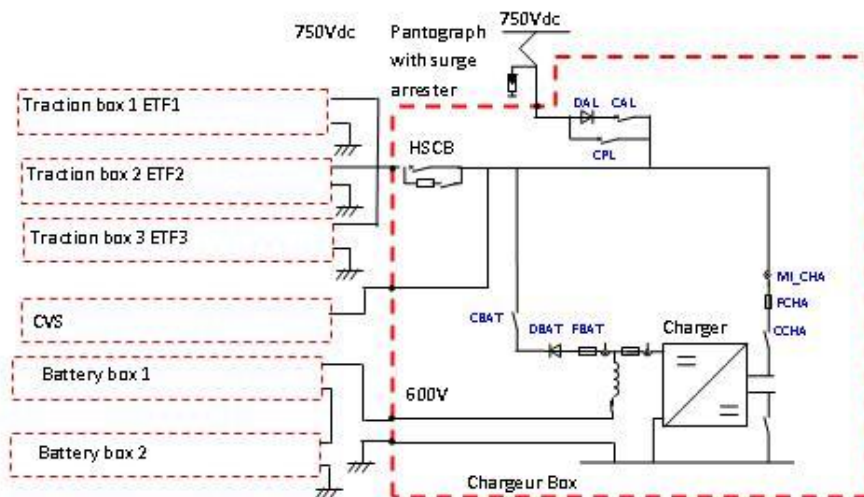 750Vdc
750Vdc
Pantograph
with surge
arrester
Traction box 1 ETF1
DAL
CAL
HSCB
CPL
Traction box 2 ETF2
Traction box 3 ETF3
MI_CHA
FCHA
CVS
CBAT
DBAT
FBAT
Charger
CCHA
Battery box 1
600V
Battery box 2
Chargeur Box